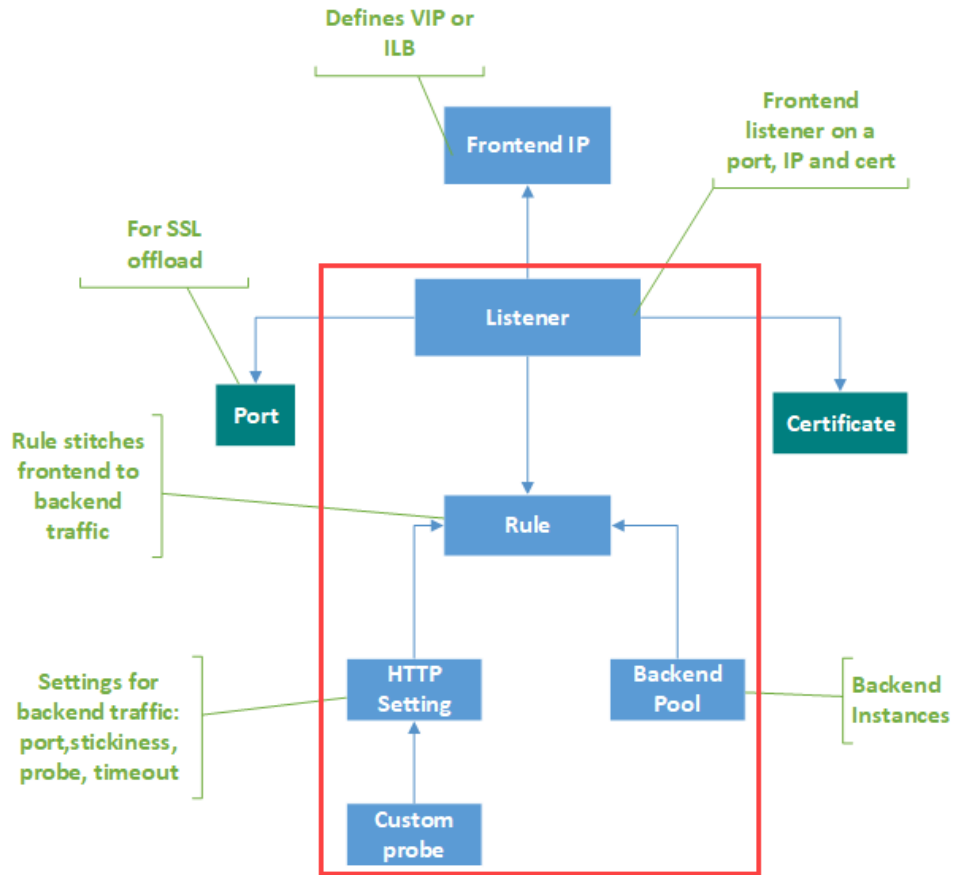 Defines VIP or
ILB
Frontend IP
Frontend
listener on a
port, IP and cert
For SSL
offload
Listener
Port
Certificate
Rule stitches
frontend to
backend
traffic
Rule
Settings for
backend traffic:
port,stickiness,
probe, timeout
HTTP
Setting
Backend
Pool
Backend
Instances
Custom
probe